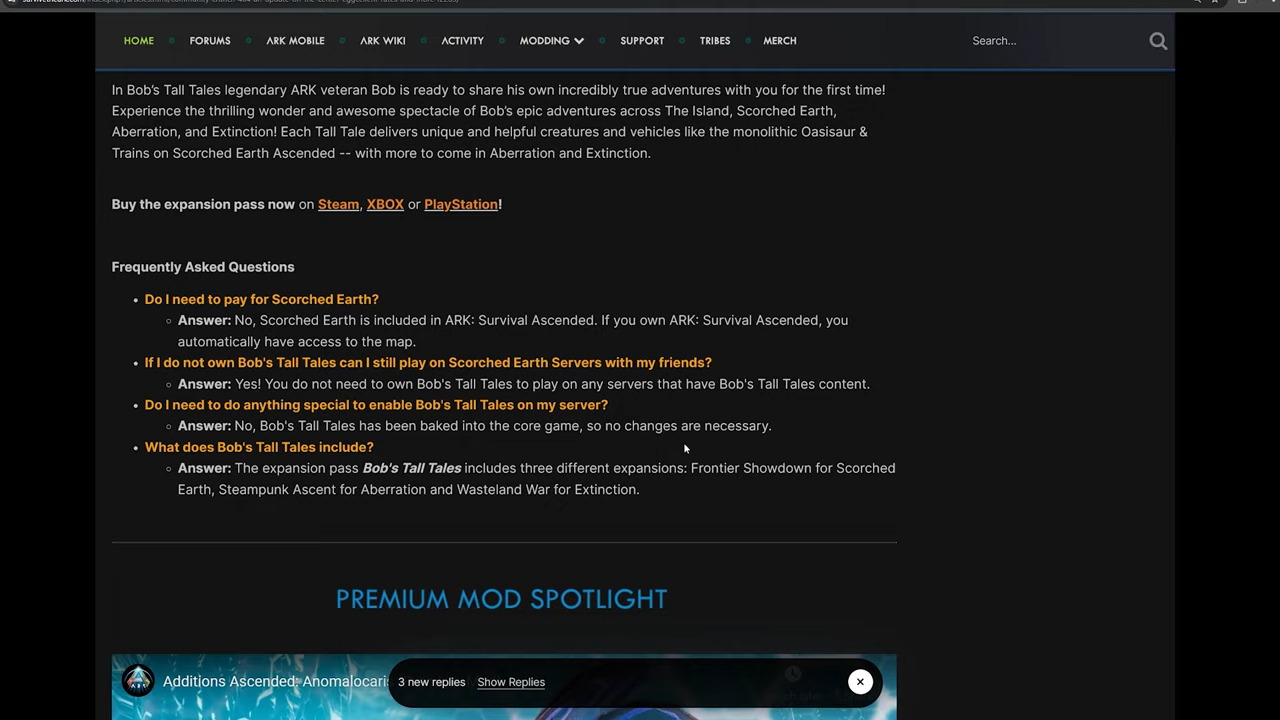 HOME FORUMS ARK MOBILE ARK WIKI ACTIVITY MODDING SUPPORT TRIBES MERCH Search...
In Bob's Tall Tales legendary ARK veteran Bob is ready to share his own incredibly true adventures with you for the first time!
Experience the thrilling wonder and awesome spectacle of Bob's epic adventures across The Island, Scorched Earth,
Aberration, and Extinction! Each Tall Tale delivers unique and helpful creatures and vehicles like the monolithic Oasisaur &
Trains on Scorched Earth Ascended -- with more to come in Aberration and Extinction.
Buy the expansion pass now on Steam, XBOX or PlayStation!
Frequently Asked Questions
• Do I need to pay for Scorched Earth?
◦ Answer: No, Scorched Earth is included in ARK: Survival Ascended. If you own ARK: Survival Ascended, you
automatically have access to the map.
• If I do not own Bob's Tall Tales can I still play on Scorched Earth Servers with my friends?
◦ Answer: Yes! You do not need to own Bob's Tall Tales to play on any servers that have Bob's Tall Tales content.
• Do I need to do anything special to enable Bob's Tall Tales on my server?
◦ Answer: No, Bob's Tall Tales has been baked into the core game, so no changes are necessary.
• What does Bob's Tall Tales include?
◦ Answer: The expansion pass Bob's Tall Tales includes three different expansions: Frontier Showdown for Scorched
Earth, Steampunk Ascent for Aberration and Wasteland War for Extinction.
PREMIUM MOD SPOTLIGHT
Additions Ascended: Anomalocaris
3 new replies Show Replies